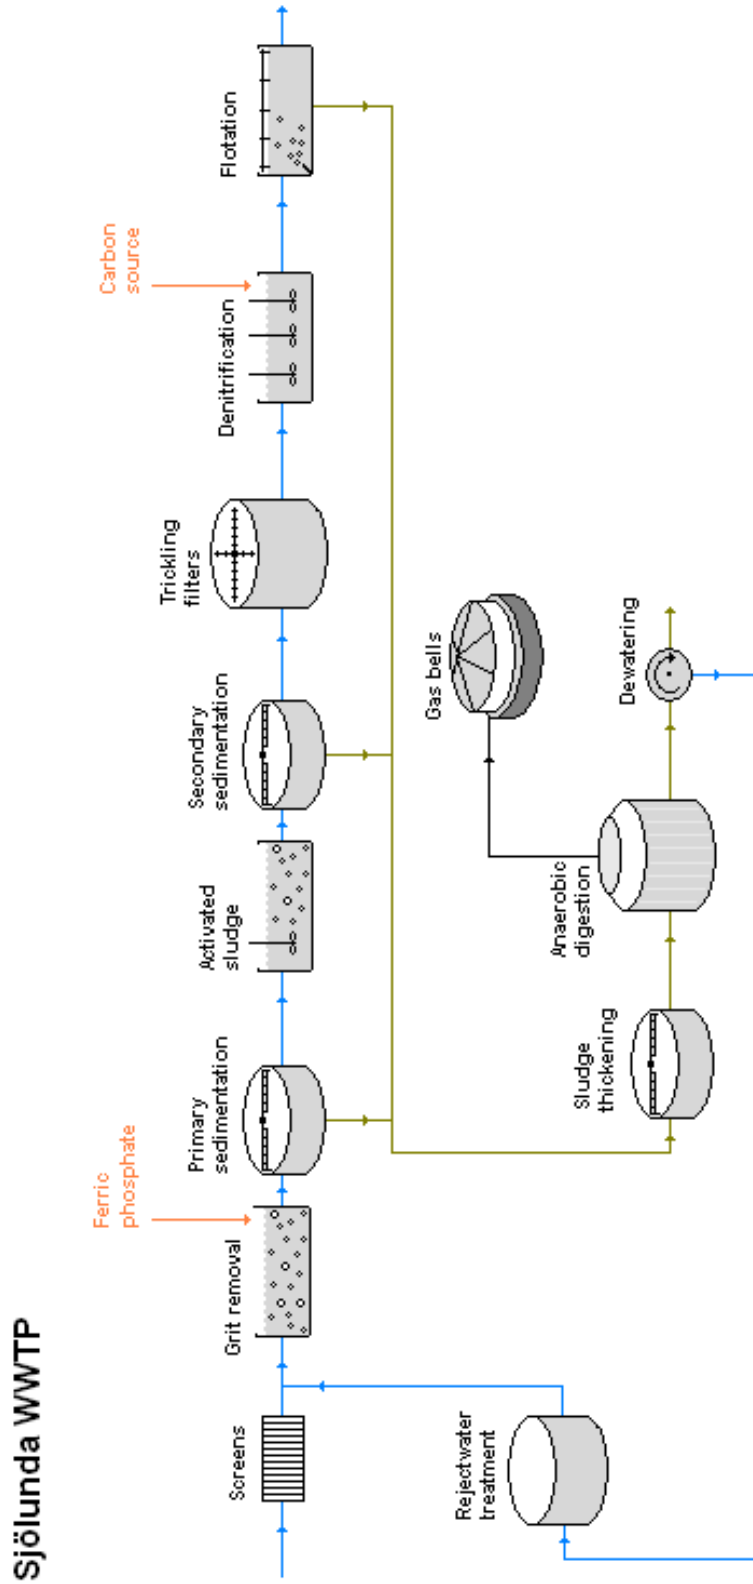 Sjölunda WWTP
Ferric
phosphate
Carbon
source
Screens
Grit removal
Primary
sedimentation
Activated
sludge
Secondary
sedimentation
Trickling
filters
Denitrification
Flotation
Rejectwater
treatment
Sludge
thickening
Anaerobic
digestion
Gas bells
Dewatering